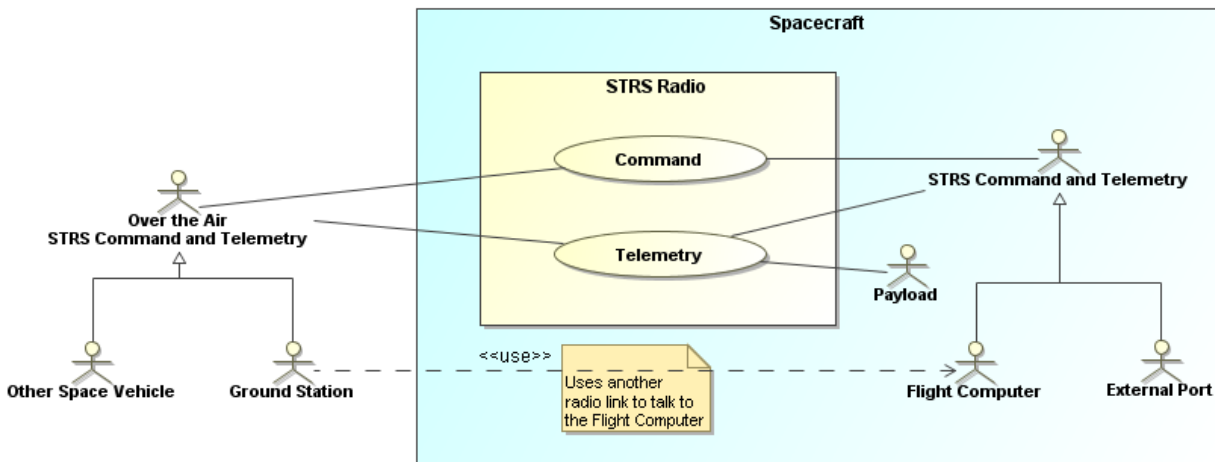 Spacecraft
STRS Radio
Command
STRS Command and Telemetry
Over the Air
STRS Command and Telemetry
Telemetry
Payload
<<use>>
Other Space Vehicle
Ground Station
Uses another
radio link to talk to
the Flight Computer
Flight Computer
External Port